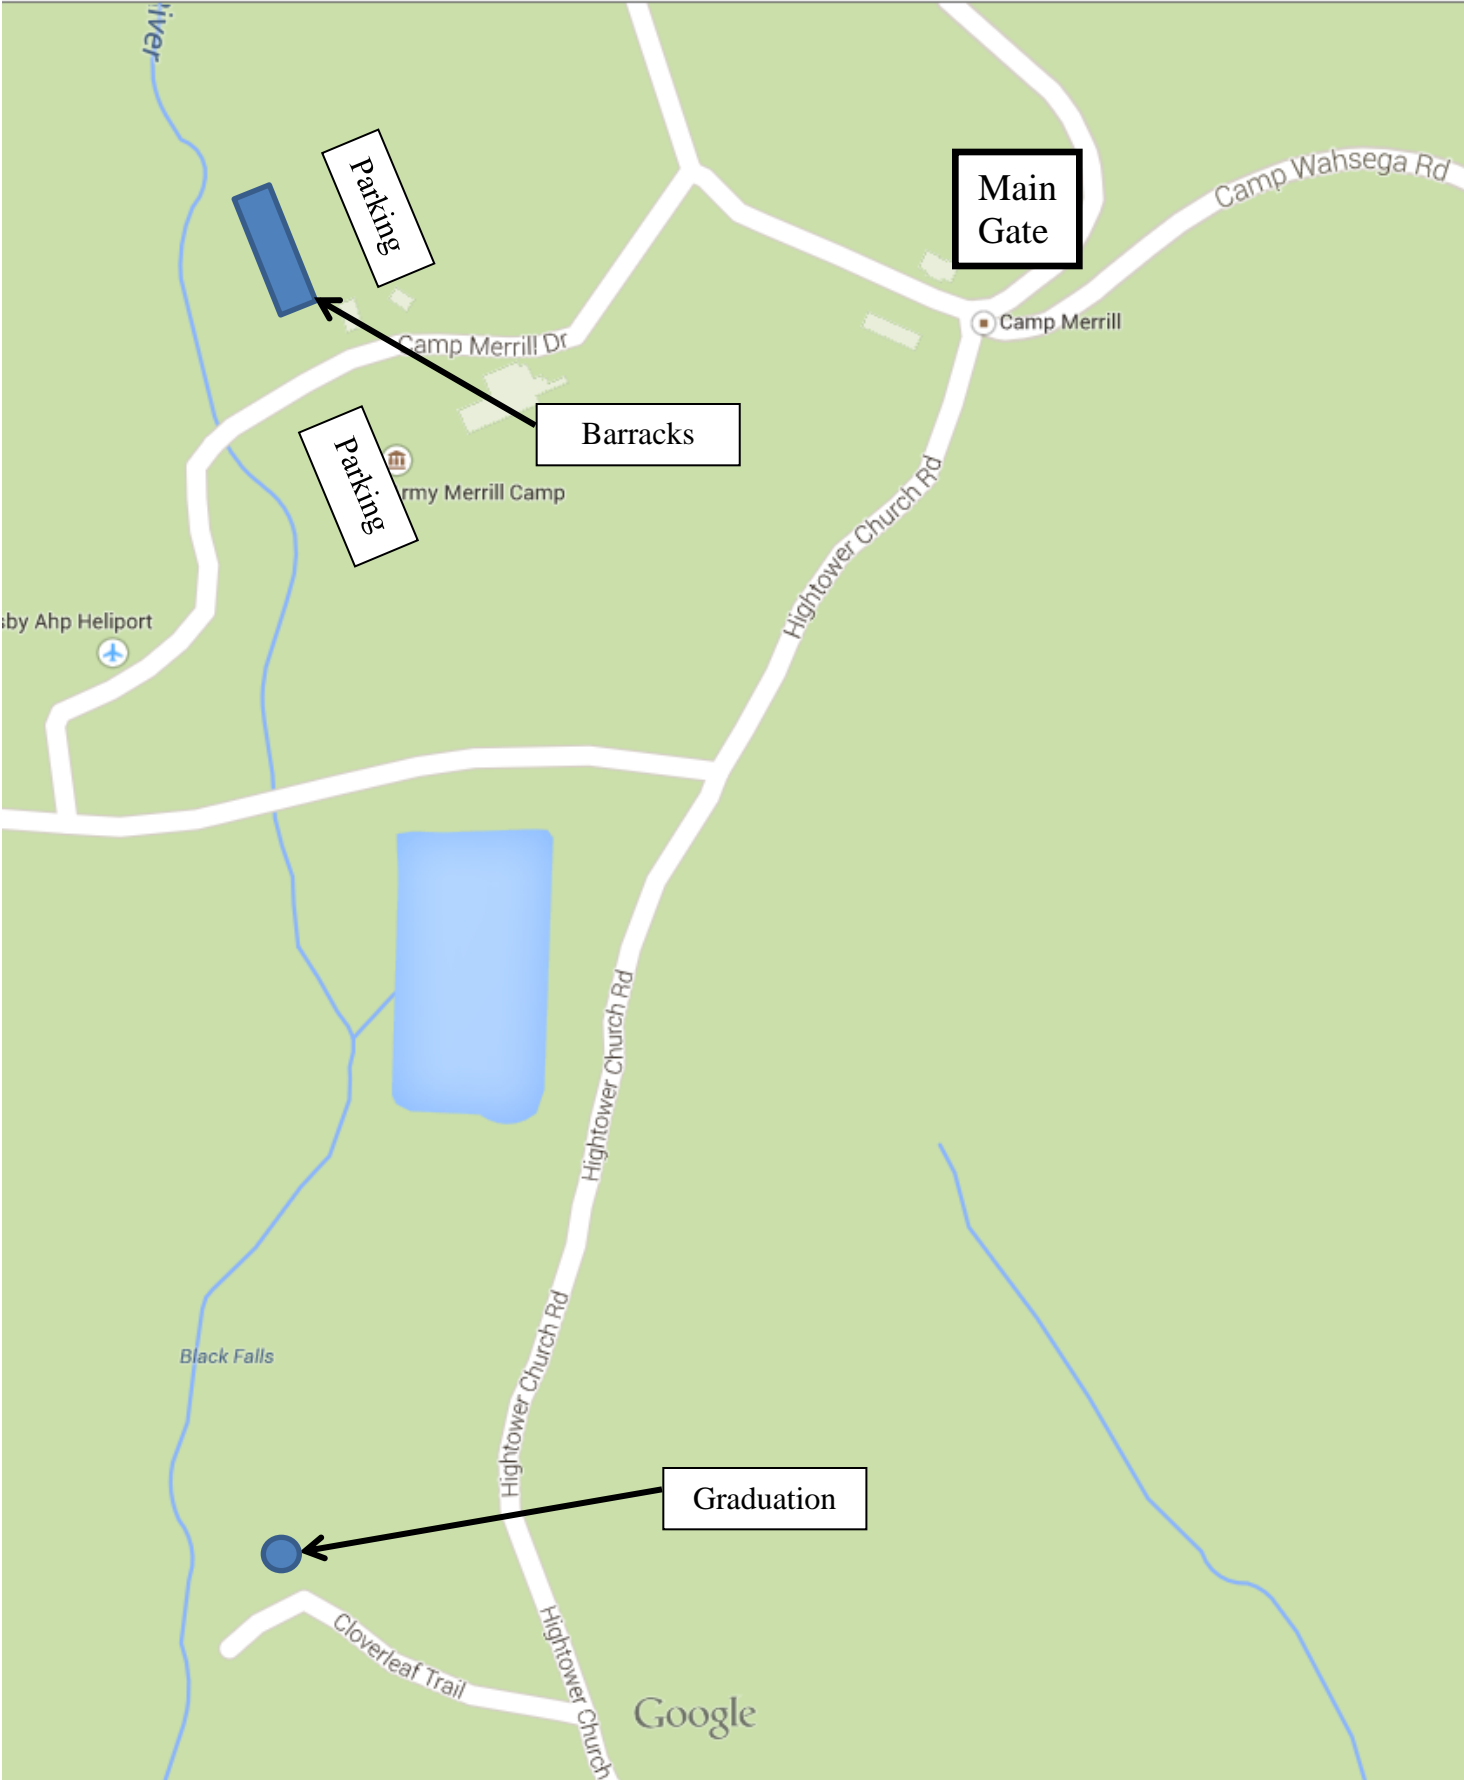 Parking
Main
Gate
Camp Wahsega Rd
Camp Merrill
Camp Merrill Dr
Barracks
Parking
rmy Merrill Camp
Hightower Church Rd
sby Ahp Heliport
Hightower Church Rd
Hightower Church Rd
Black Falls
Graduation
Cloverleaf Trail
Hightower Church
Google